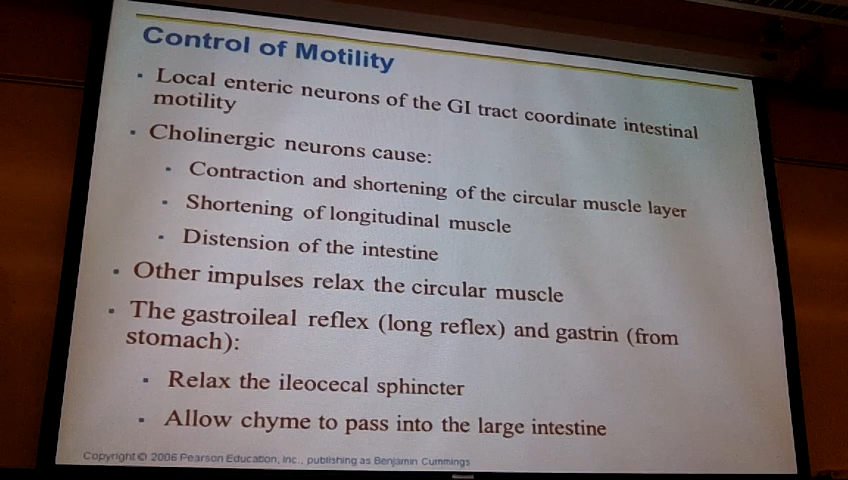 Control of Motility
▪ Local enteric neurons of the GI tract coordinate intestinal
motility
▪ Cholinergic neurons cause:
▪ Contraction and shortening of the circular muscle layer
▪ Shortening of longitudinal muscle
▪ Distension of the intestine
▪ Other impulses relax the circular muscle
▪ The gastroileal reflex (long reflex) and gastrin (from
stomach):
▪ Relax the ileocecal sphincter
▪ Allow chyme to pass into the large intestine
Copyright © 2006 Pearson Education, Inc., publishing as Benjamin Cummings